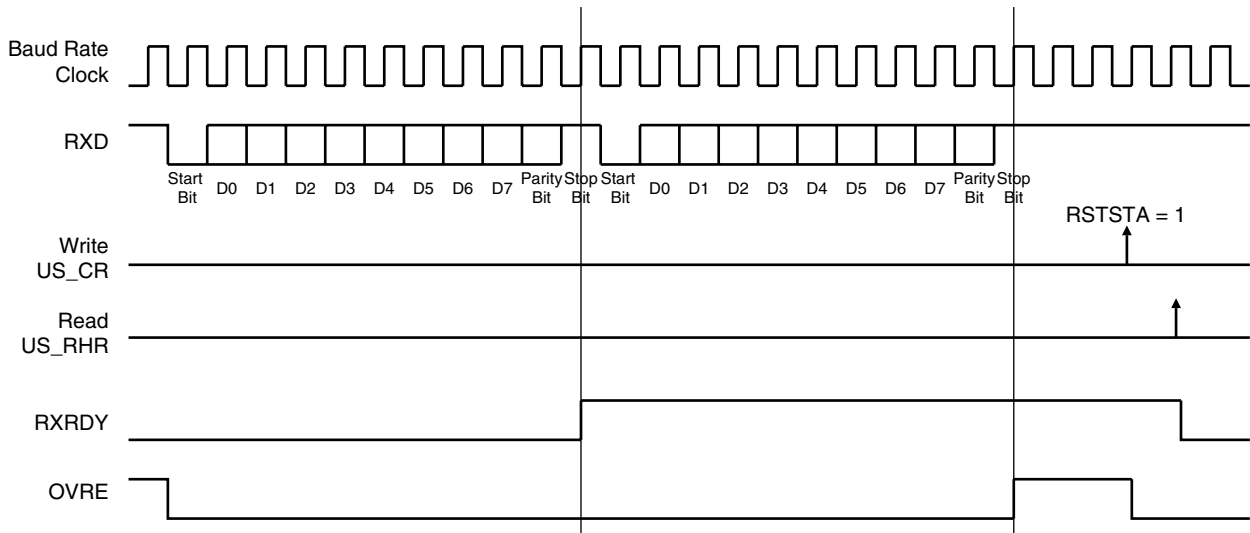 Baud Rate
Clock
RXD
Start
Bit
D0
D1
D2
D3
D4
D5
D6
D7
Parity
Bit
Stop
Bit
Start
Bit
D0
D1
D2
D3
D4
D5
D6
D7
Parity
Bit
Stop
Bit
RSTSTA = 1
Write
US_CR
Read
US_RHR
RXRDY
OVRE